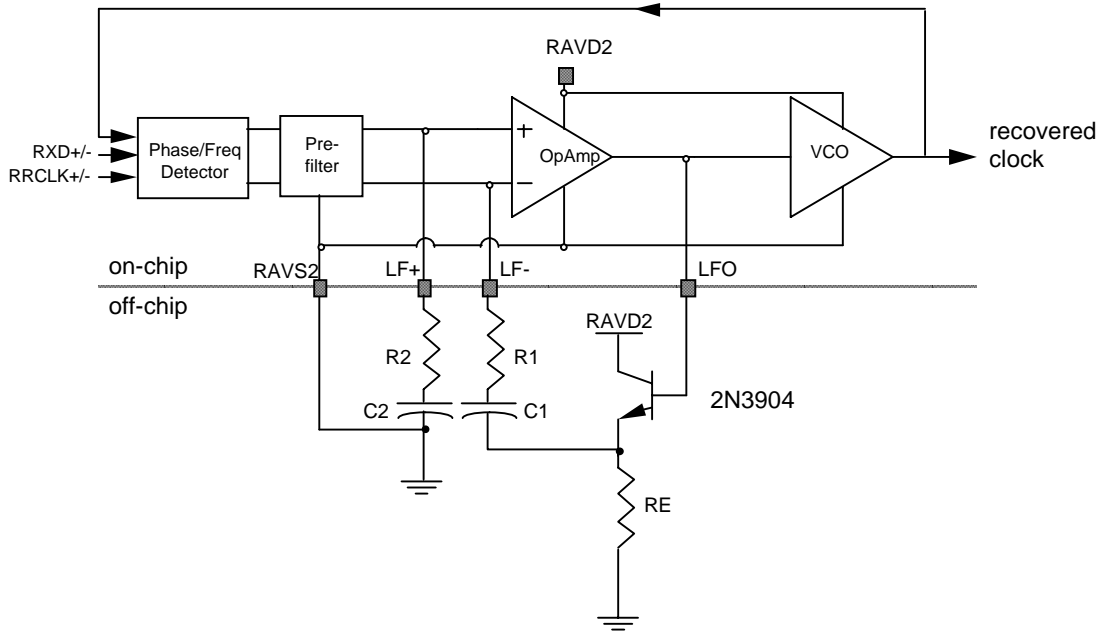 RAVD2
RXD+/-
RRCLK+/-
Phase/Freq
Detector
Pre-
filter
+
−
OpAmp
VCO
recovered
clock
on-chip
off-chip
RAVS2
LF+
LF-
LFO
RAVD2
R2
R1
C2
C1
2N3904
RE